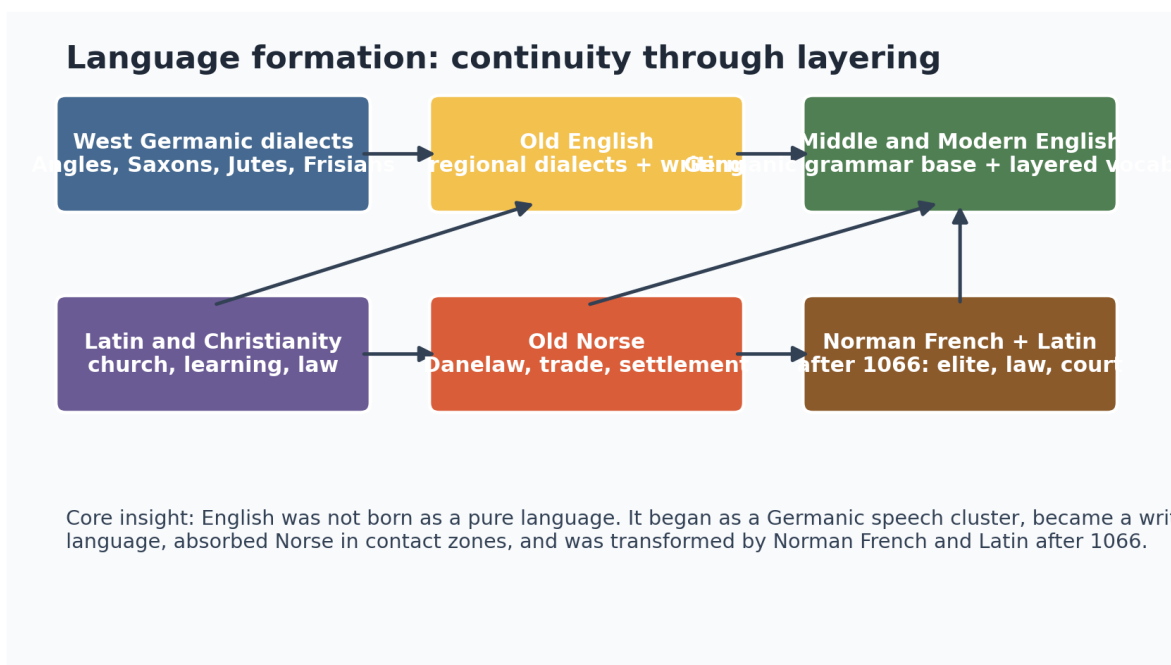 Language formation: continuity through layering
West Germanic dialects
Angles, Saxons, Jutes, Frisians
Old English
regional dialects + writing
Middle and Modern English
Germanic grammar base + layered vocab
Latin and Christianity
church, learning, law
Old Norse
Danelaw, trade, settlement
Norman French + Latin
after 1066: elite, law, court
Core insight: English was not born as a pure language. It began as a Germanic speech cluster, became a
language, absorbed Norse in contact zones, and was transformed by Norman French and Latin after 1066.